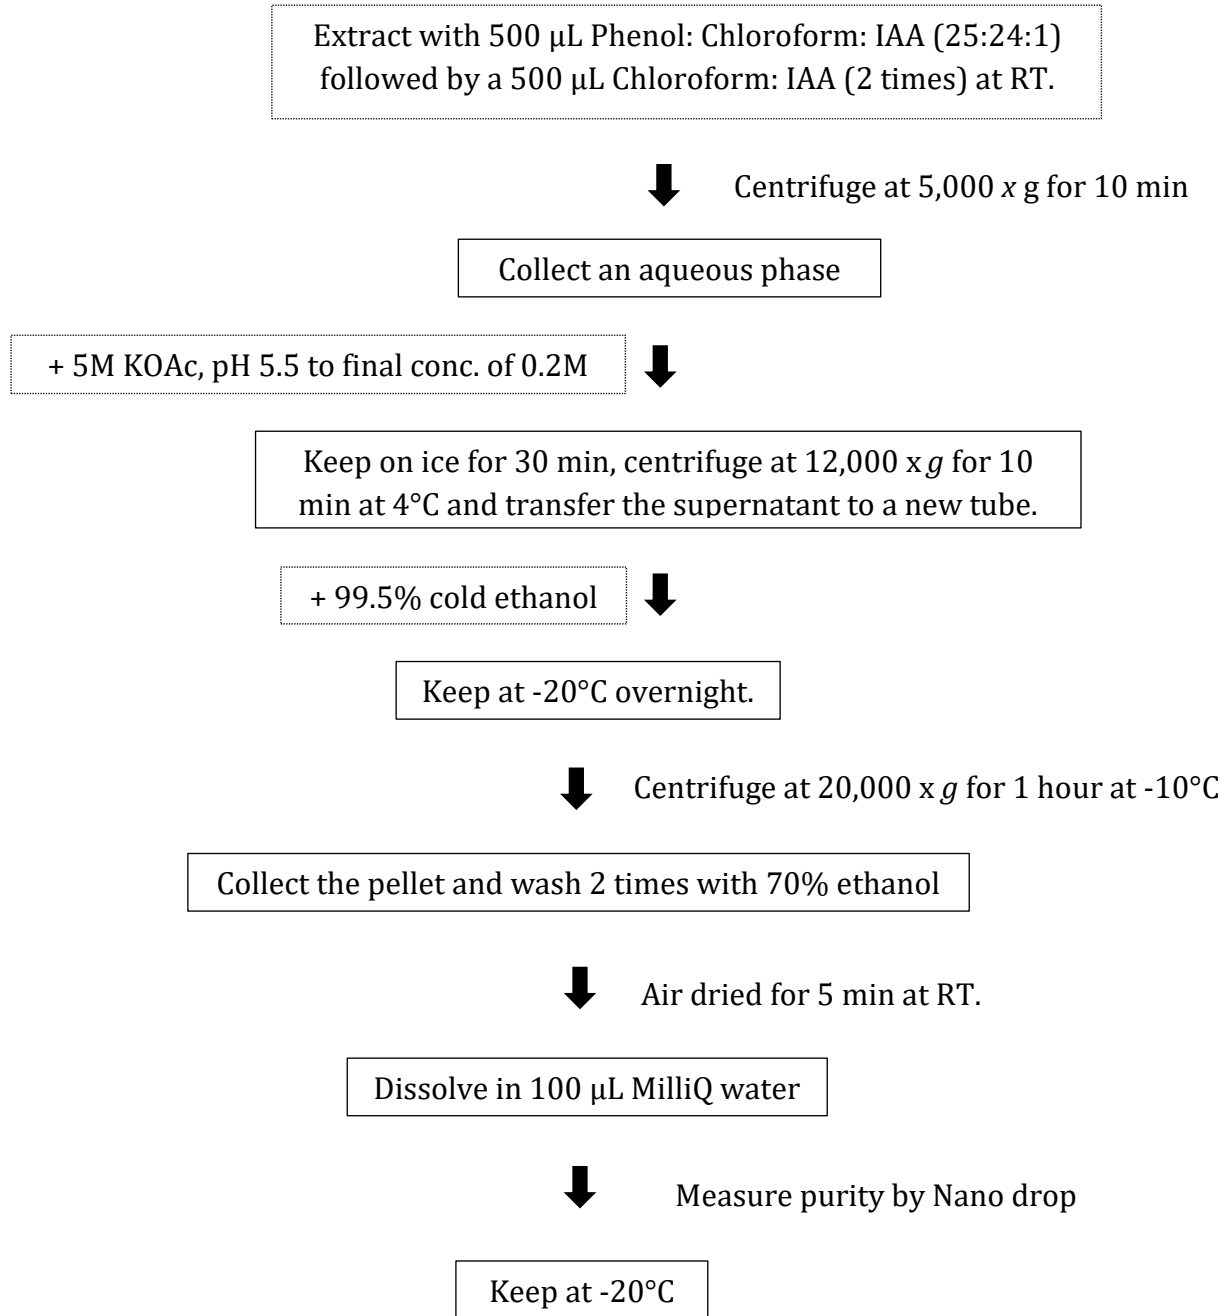 Extract with 500 µL Phenol: Chloroform: IAA (25:24:1)
followed by a 500 µL Chloroform: IAA (2 times) at RT.
Centrifuge at 5,000 x g for 10 min
Collect an aqueous phase
+ 5M KOAc, pH 5.5 to final conc. of 0.2M
Keep on ice for 30 min, centrifuge at 12,000 x g for 10
min at 4°C and transfer the supernatant to a new tube.
+ 99.5% cold ethanol
Keep at -20°C overnight.
Centrifuge at 20,000 x g for 1 hour at -10°C
Collect the pellet and wash 2 times with 70% ethanol
Air dried for 5 min at RT.
Dissolve in 100 µL MilliQ water
Measure purity by Nano drop
Keep at -20°C